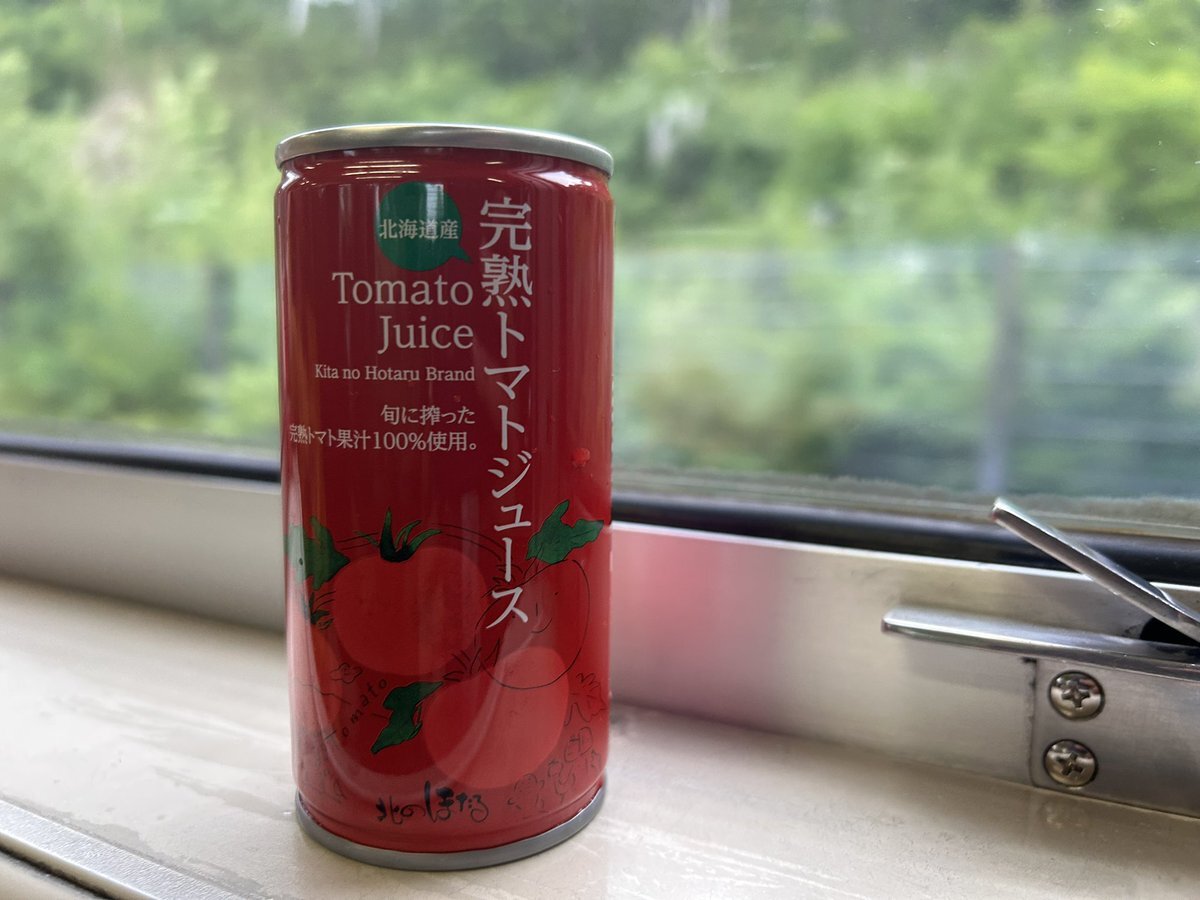 北海道産
完熟トマトジュース
Tomato
Juice
Kita no Hotaru Brand
旬に搾った
完熟トマト果汁100%使用。
tomato
北のほたる